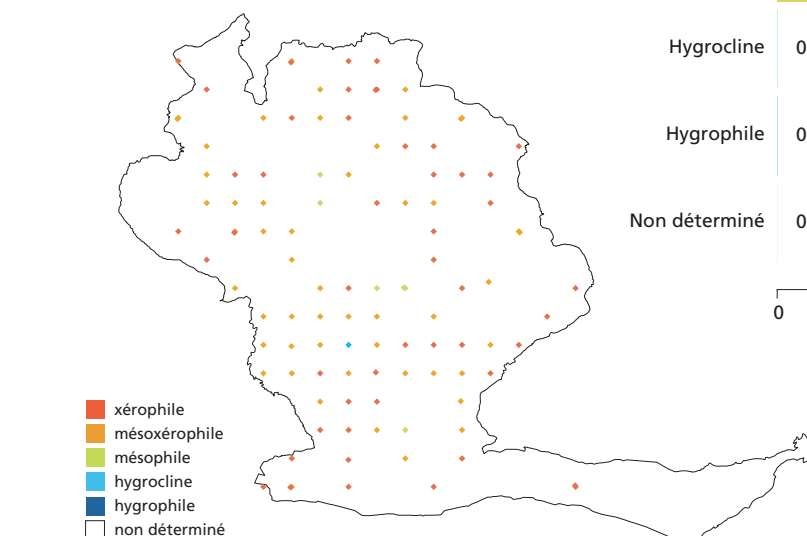 Hygrocline 0
Hygrophile 0
Non déterminé 0
0
xérophile
mésoxérophile
mésophile
hygrocline
hygrophile
non déterminé